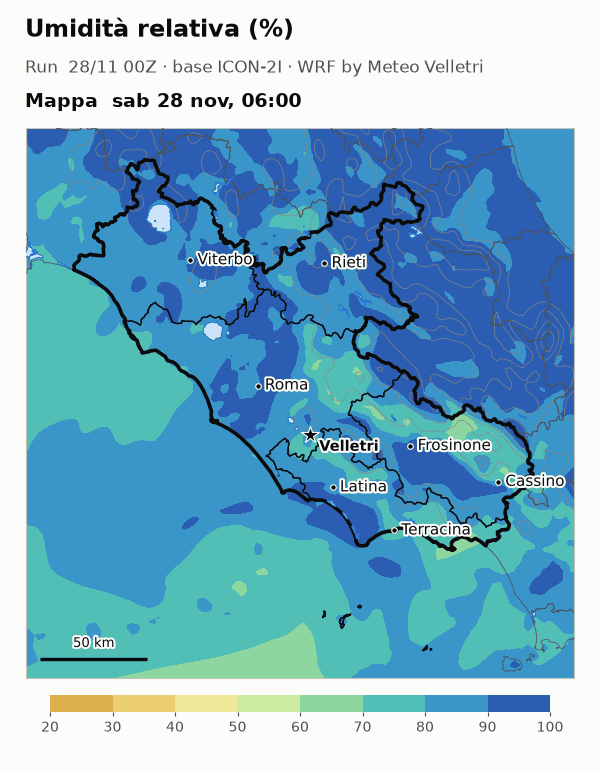 Umidità relativa (%)
Run  28/11 00Z · base ICON-2I · WRF by Meteo Velletri
Mappa  sab 28 nov, 06:00
Viterbo
Rieti
Roma
Velletri
Frosinone
Cassino
Latina
Terracina
50 km
20 30 40 50 60 70 80 90 100